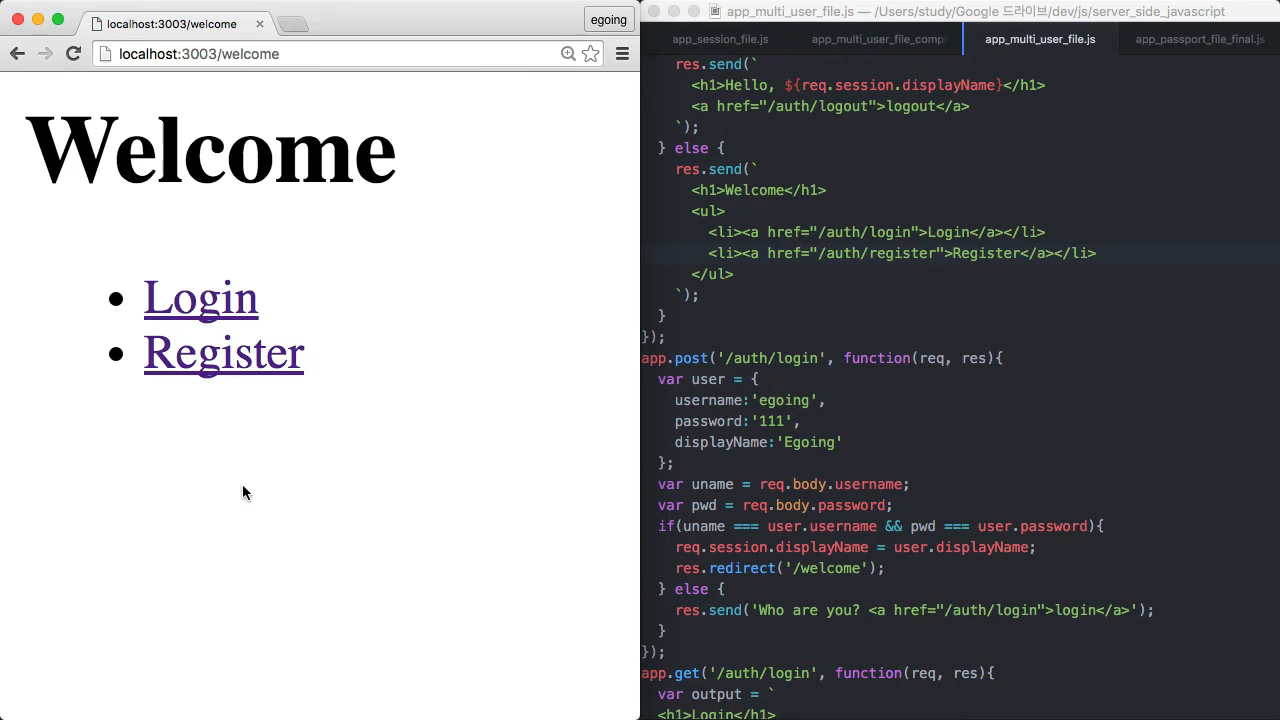 localhost:3003/welcome
egoing
localhost:3003/welcome
Welcome
Login
Register
app_multi_user_file.js — /Users/study/Google 드라이브/dev/js/server_side_javascript
app_session_file.js
app_multi_user_file_compl
app_multi_user_file.js
app_passport_file_final.js
res.send(`
<h1>Hello, ${req.session.displayName}</h1>
<a href="/auth/logout">logout</a>
`);
} else {
res.send(`
<h1>Welcome</h1>
<ul>
<li><a href="/auth/login">Login</a></li>
<li><a href="/auth/register">Register</a></li>
</ul>
`);
}
});
app.post('/auth/login', function(req, res){
var user = {
username:'egoing',
password:'111',
displayName:'Egoing'
};
var uname = req.body.username;
var pwd = req.body.password;
if(uname === user.username && pwd === user.password){
req.session.displayName = user.displayName;
res.redirect('/welcome');
} else {
res.send('Who are you? <a href="/auth/login">login</a>');
}
});
app.get('/auth/login', function(req, res){
var output = `
<h1>Login</h1>